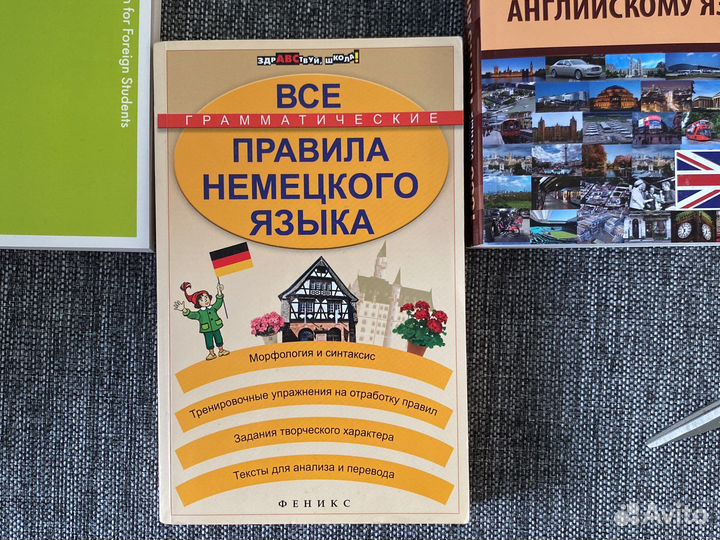 n for Foreign Students
здрАВСтвуй, школа!
ВСЕ
ГРАММАТИЧЕСКИЕ
ПРАВИЛА
НЕМЕЦКОГО
ЯЗЫКА
Морфология и синтаксис
Тренировочные упражнения на отработку правил
Задания творческого характера
Тексты для анализа и перевода
ФЕНИКС
АНГЛИЙСКОМУ ЯЗ
Avito